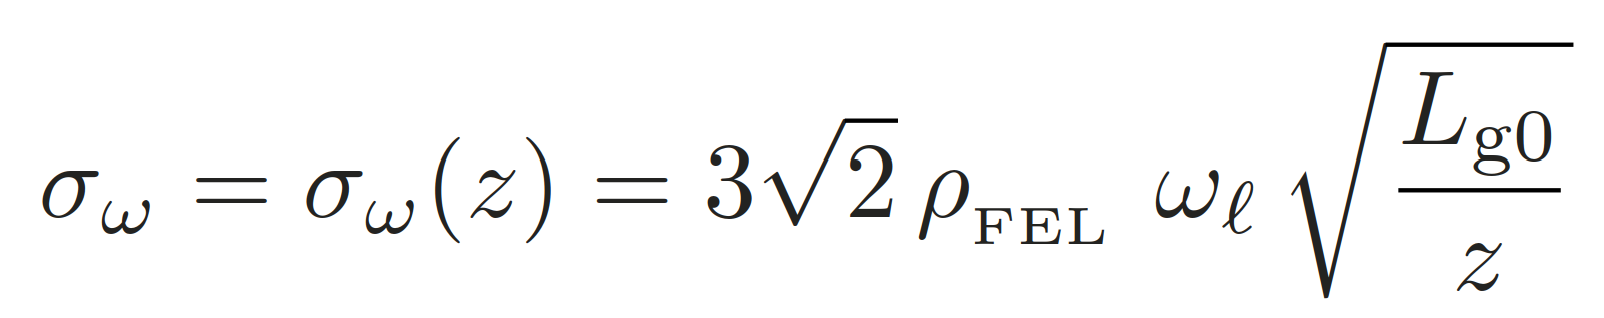 σ_ω = σ_ω(z) = 3√2 ρ_FEL ω_ℓ √(L_g0/z)